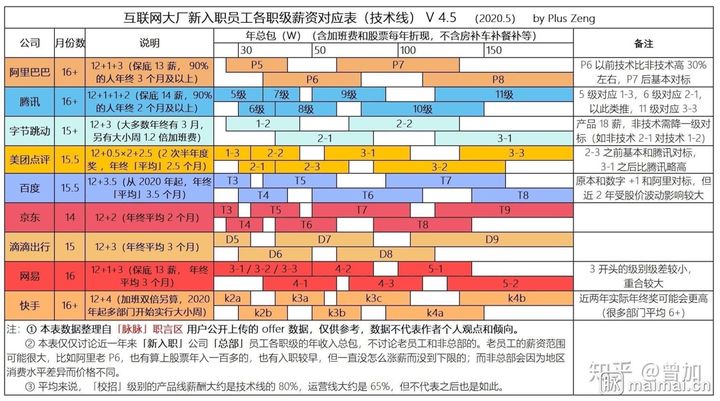 互联网大厂新入职员工各职级薪资对应表（技术线）V 4.5 （2020.5） by Plus Zeng
公司 月份数 说明 年总包（W）（含加班费和股票每年折现，不含房补车补餐补等） 备注
30 50 100 150
阿里巴巴 16+ 12+1+3（保底 13 薪，90%
的人年终 3 个月及以上） P5 P7
P6 P8
P6 以前技术比非技术高 30%
左右，P7 后基本对标
腾讯 16+ 12+1+1+2（保底 14 薪，90%
的人年终 2 个月及以上） 5级 7级 9级 11级
6级 8级 10级
5 级对应 1-3，6 级对应 2-1，
以此类推，11 级对应 3-3
字节跳动 15+ 12+3（大多数年终有 3 月，
另有大小周 1.2 倍加班费） 1-2 2-2
2-1 3-1
产品 18 薪，非技术需降一级对
标（如非技术 2-1 对技术 1-2）
美团点评 15.5 12+0.5×2+2.5（2 次半年度
奖，年终「平均」2.5 个月） 1-3 2-2 3-1 3-3
2-1 2-3 3-2
2-3 之前基本和腾讯对标，
3-1 之后比腾讯略高
百度 15.5 12+3.5（从 2020 年起，年终
「平均」3.5 个月） T3 T5 T7
T4 T6 T8
原本和数字 +1 和阿里对标，但
近 2 年受股价波动影响较大
京东 14 12+2（年终平均 2 个月） T3 T5 T7 T9
T4 T6 T8
滴滴出行 15 12+3（年终平均 3 个月） D5 D7 D9
D6 D8
网易 16 12+1+3（保底 13 薪， 年终
平均 3 个月） 3-1 / 3-2 / 3-3 4-2 5-1
4-1 4-3 5-2
3 开头的级别级差较小，
重合较大
快手 16+ 12+4（加班双倍另算，2020
年起多部门开始实行大小周） k2a k3a k3c k4b
k2b k3b k4a
近两年实际年终奖可能会更高
（很多部门平均 6+）
注：① 本表数据整理自「脉脉」职言区 用户公开上传的 offer 数据，仅供参考，数据不代表作者个人观点和倾向。
② 本表仅仅讨论近一年来「新入职」公司「总部」员工各职级的年收入总包，不讨论老员工和非总部的。老员工的薪资范围
可能很大，比如阿里老 P6，也有算上股票年入一百多的，也有入职较早，但一直没怎么涨薪而没到下限的；而非总部会因为地区
消费水平差异而价格不同。
③ 平均来说，「校招」级别的产品线薪酬大约是技术线的 80%，运营线大约是 65%，但不代表之后也是如此。
知乎 @曾加
脉 maimai.cn